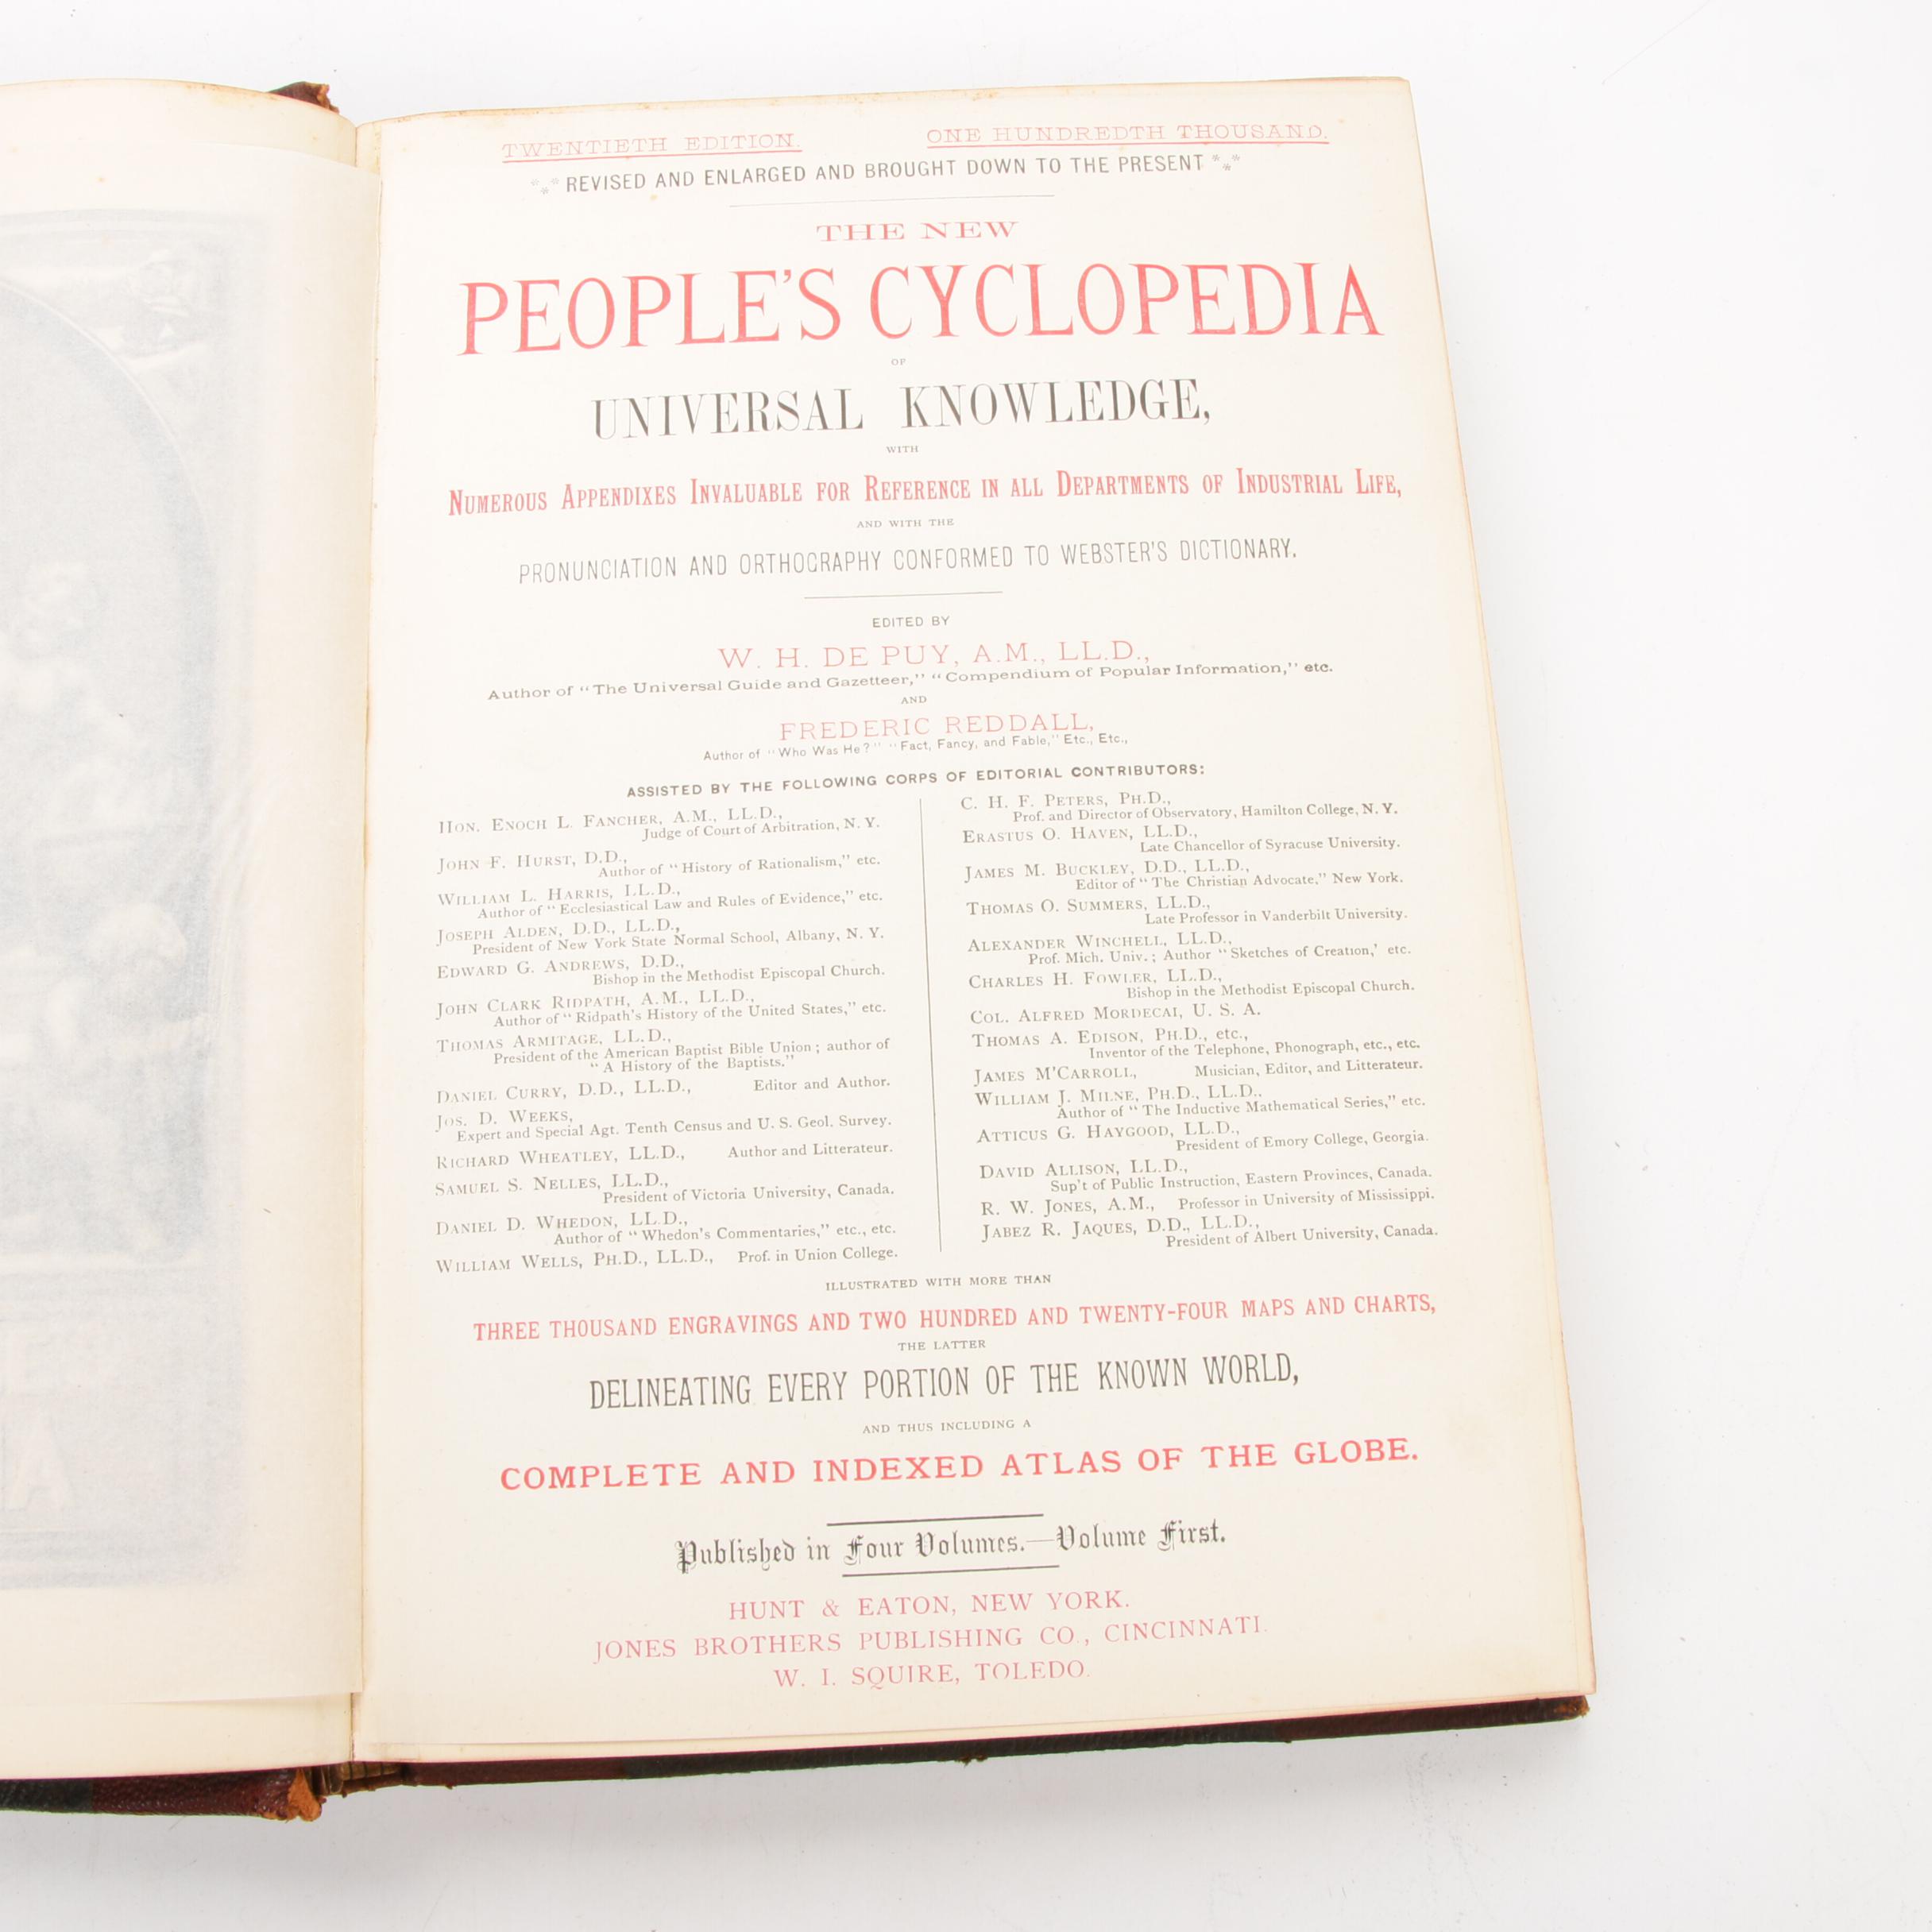 TWENTIETH EDITION. ONE HUNDREDTH THOUSAND.
*** REVISED AND ENLARGED AND BROUGHT DOWN TO THE PRESENT ***
THE NEW
PEOPLE'S CYCLOPEDIA
OF
UNIVERSAL KNOWLEDGE,
WITH
NUMEROUS APPENDIXES INVALUABLE FOR REFERENCE IN ALL DEPARTMENTS OF INDUSTRIAL LIFE,
AND WITH THE
PRONUNCIATION AND ORTHOGRAPHY CONFORMED TO WEBSTER'S DICTIONARY.
EDITED BY
W. H. DE PUY, A.M., LL.D.,
Author of "The Universal Guide and Gazetteer," "Compendium of Popular Information," etc.
AND
FREDERIC REDDALL,
Author of "Who Was He?" "Fact, Fancy, and Fable," Etc., Etc.,
ASSISTED BY THE FOLLOWING CORPS OF EDITORIAL CONTRIBUTORS:
HON. ENOCH L. FANCHER, A.M., LL.D.,
Judge of Court of Arbitration, N. Y.
JOHN F. HURST, D.D.,
Author of "History of Rationalism," etc.
WILLIAM L. HARRIS, LL.D.,
Author of "Ecclesiastical Law and Rules of Evidence," etc.
JOSEPH ALDEN, D.D., LL.D.,
President of New York State Normal School, Albany, N. Y.
EDWARD G. ANDREWS, D.D.,
Bishop in the Methodist Episcopal Church.
JOHN CLARK RIDPATH, A.M., LL.D.,
Author of "Ridpath's History of the United States," etc.
THOMAS ARMITAGE, LL.D.,
President of the American Baptist Bible Union; author of
"A History of the Baptists."
DANIEL CURRY, D.D., LL.D., Editor and Author.
JOS. D. WEEKS,
Expert and Special Agt. Tenth Census and U. S. Geol. Survey.
RICHARD WHEATLEY, LL.D., Author and Litterateur.
SAMUEL S. NELLES, LL.D.,
President of Victoria University, Canada.
DANIEL D. WHEDON, LL.D.,
Author of "Whedon's Commentaries," etc., etc.
WILLIAM WELLS, PH.D., LL.D., Prof. in Union College.
C. H. F. PETERS, PH.D.,
Prof. and Director of Observatory, Hamilton College, N. Y.
ERASTUS O. HAVEN, LL.D.,
Late Chancellor of Syracuse University.
JAMES M. BUCKLEY, D.D., LL.D.,
Editor of "The Christian Advocate," New York.
THOMAS O. SUMMERS, LL.D.,
Late Professor in Vanderbilt University.
ALEXANDER WINCHELL, LL.D.,
Prof. Mich. Univ.; Author "Sketches of Creation,' etc.
CHARLES H. FOWLER, LL.D.,
Bishop in the Methodist Episcopal Church.
COL. ALFRED MORDECAI, U. S. A.
THOMAS A. EDISON, PH.D., etc.,
Inventor of the Telephone, Phonograph, etc., etc.
JAMES M'CARROLL, Musician, Editor, and Litterateur.
WILLIAM J. MILNE, PH.D., LL.D.,
Author of "The Inductive Mathematical Series," etc.
ATTICUS G. HAYGOOD, LL.D.,
President of Emory College, Georgia.
DAVID ALLISON, LL.D.,
Sup't of Public Instruction, Eastern Provinces, Canada.
R. W. JONES, A.M., Professor in University of Mississippi.
JABEZ R. JAQUES, D.D., LL.D.,
President of Albert University, Canada.
ILLUSTRATED WITH MORE THAN
THREE THOUSAND ENGRAVINGS AND TWO HUNDRED AND TWENTY-FOUR MAPS AND CHARTS,
THE LATTER
DELINEATING EVERY PORTION OF THE KNOWN WORLD,
AND THUS INCLUDING A
COMPLETE AND INDEXED ATLAS OF THE GLOBE.
Published in Four Volumes.—Volume First.
HUNT & EATON, NEW YORK.
JONES BROTHERS PUBLISHING CO., CINCINNATI.
W. I. SQUIRE, TOLEDO.